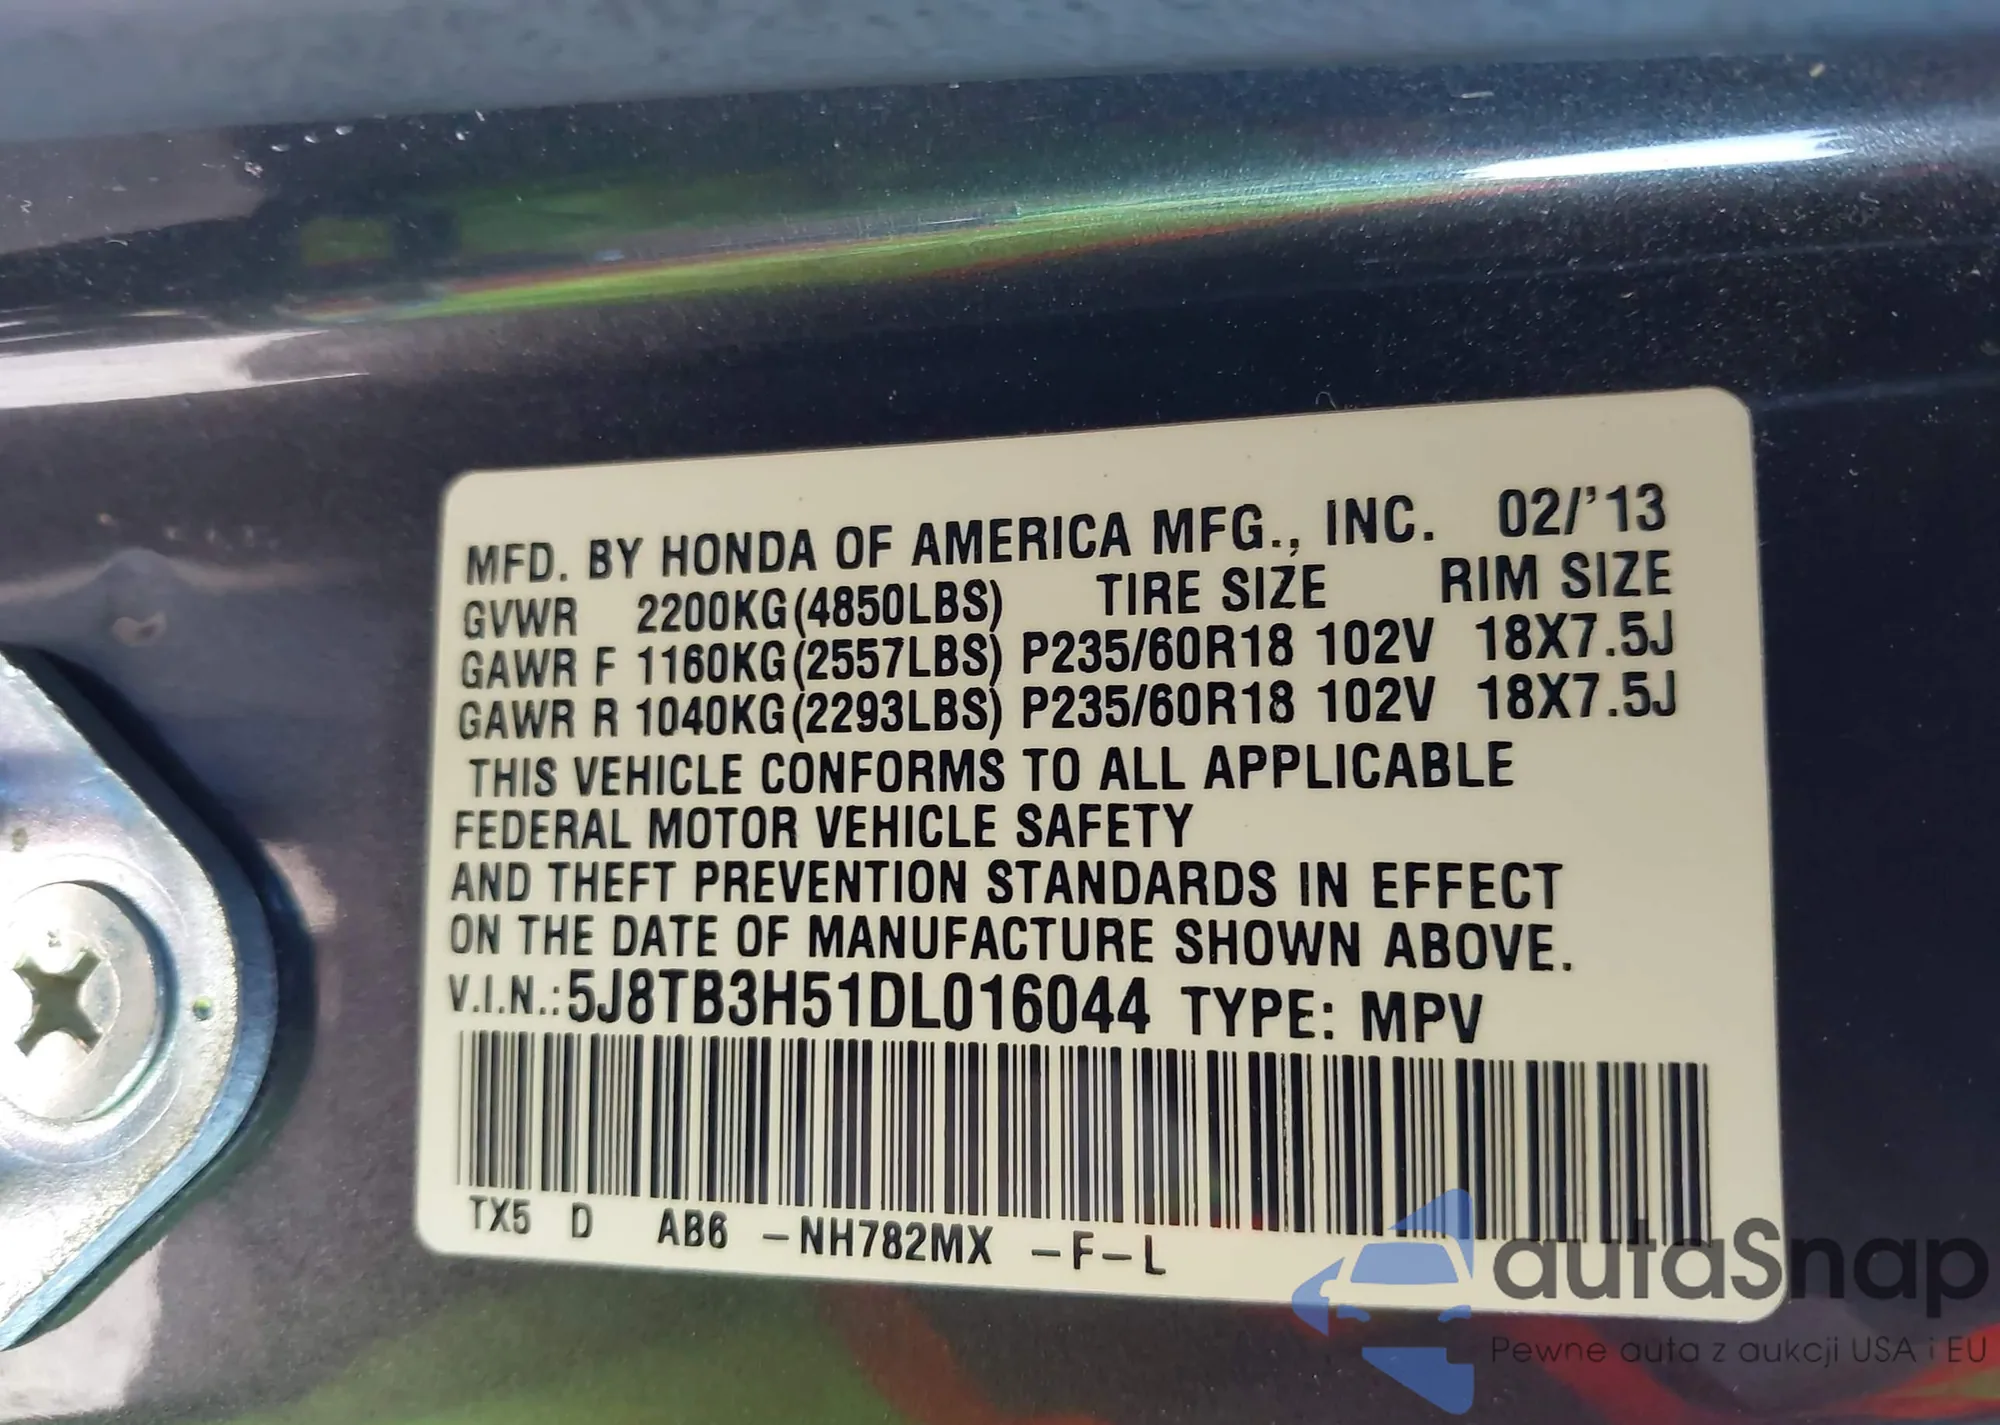 MFD. BY HONDA OF AMERICA MFG., INC. 02/'13
GVWR 2200KG(4850LBS) TIRE SIZE RIM SIZE
GAWR F 1160KG(2557LBS) P235/60R18 102V 18X7.5J
GAWR R 1040KG(2293LBS) P235/60R18 102V 18X7.5J
THIS VEHICLE CONFORMS TO ALL APPLICABLE
FEDERAL MOTOR VEHICLE SAFETY
AND THEFT PREVENTION STANDARDS IN EFFECT
ON THE DATE OF MANUFACTURE SHOWN ABOVE.
V.I.N.:5J8TB3H51DL016044 TYPE: MPV
TX5 D AB6 -NH782MX -F-L
autaSnap
Pewne auta z aukcji USA i EU